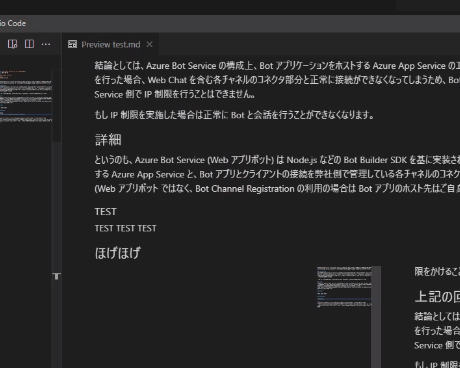 io Code
Preview test.md
結論としては、Azure Bot Service の構成上、Bot アプリケーションをホストする Azure App Service の
を行った場合、Web Chat を含む各チャネルのコネクタ部分と正常に接続ができなくなってしまうため、Bo
Service 側で IP 制限を行うことはできません。
もし IP 制限を実施した場合は正常に Bot と会話を行うことができなくなります。
詳細
というのも、Azure Bot Service (Web アプリボット) は Node.js などの Bot Builder SDK を基に実装さ
する Azure App Service と、Bot アプリとクライアントの接続を弊社側で管理している各チャネルのコネク
(Web アプリボット ではなく、Bot Channel Registration の利用の場合は Bot アプリのホスト先はご自
TEST
TEST TEST TEST
ほげほげ
限をかけるこ
上記の回
結論としては
を行った場合
Service 側で
もし IP 制限